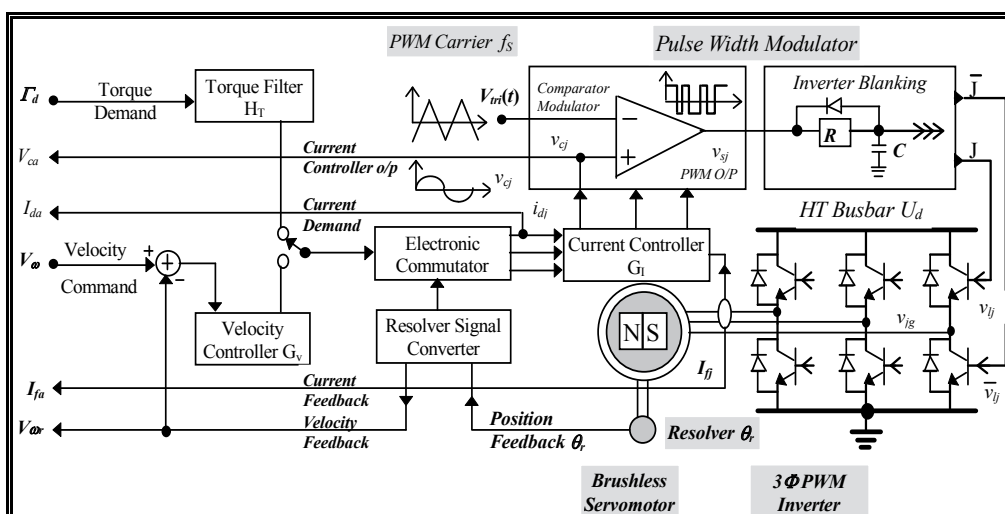 PWM Carrier fS
Pulse Width Modulator
Γd
Torque
Demand
Torque Filter
HT
Vtri(t)
Comparator
Modulator
−
+
vcj
vsj
PWM O/P
Inverter Blanking
R
C
J̅
J
Vca
Current
Controller o/p
vcj
Ida
Current
Demand
idj
HT Busbar Ud
Electronic
Commutator
Current Controller
GI
Vω
Velocity
Command
+
+
−
Velocity
Controller Gv
Resolver Signal
Converter
N S
Ifj
vjg
vlj
v̅lj
Ifa
Current
Feedback
Vωr
Velocity
Feedback
Position
Feedback θr
Resolver θr
Brushless
Servomotor
3Φ PWM
Inverter